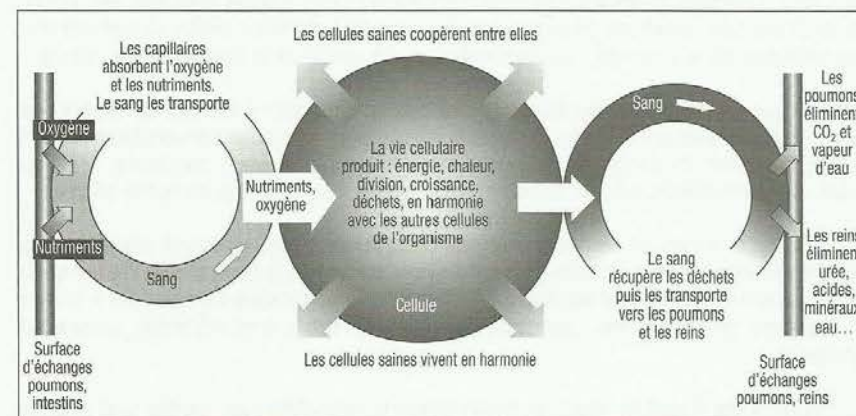 Les capillaires
absorbent l'oxygène
et les nutriments.
Le sang les transporte
Oxygène
Nutriments
Sang
Surface
d'échanges
poumons,
intestins
Nutriments,
oxygène
Les cellules saines coopèrent entre elles
La vie cellulaire
produit : énergie, chaleur,
division, croissance,
déchets, en harmonie
avec les autres cellules
de l'organisme
Cellule
Les cellules saines vivent en harmonie
Sang
Le sang
récupère les déchets
puis les transporte
vers les poumons
et les reins
Les
poumons
éliminent
CO₂ et
vapeur
d'eau
Les reins
éliminent
urée,
acides,
minéraux,
eau…
Surface
d'échanges
poumons, reins